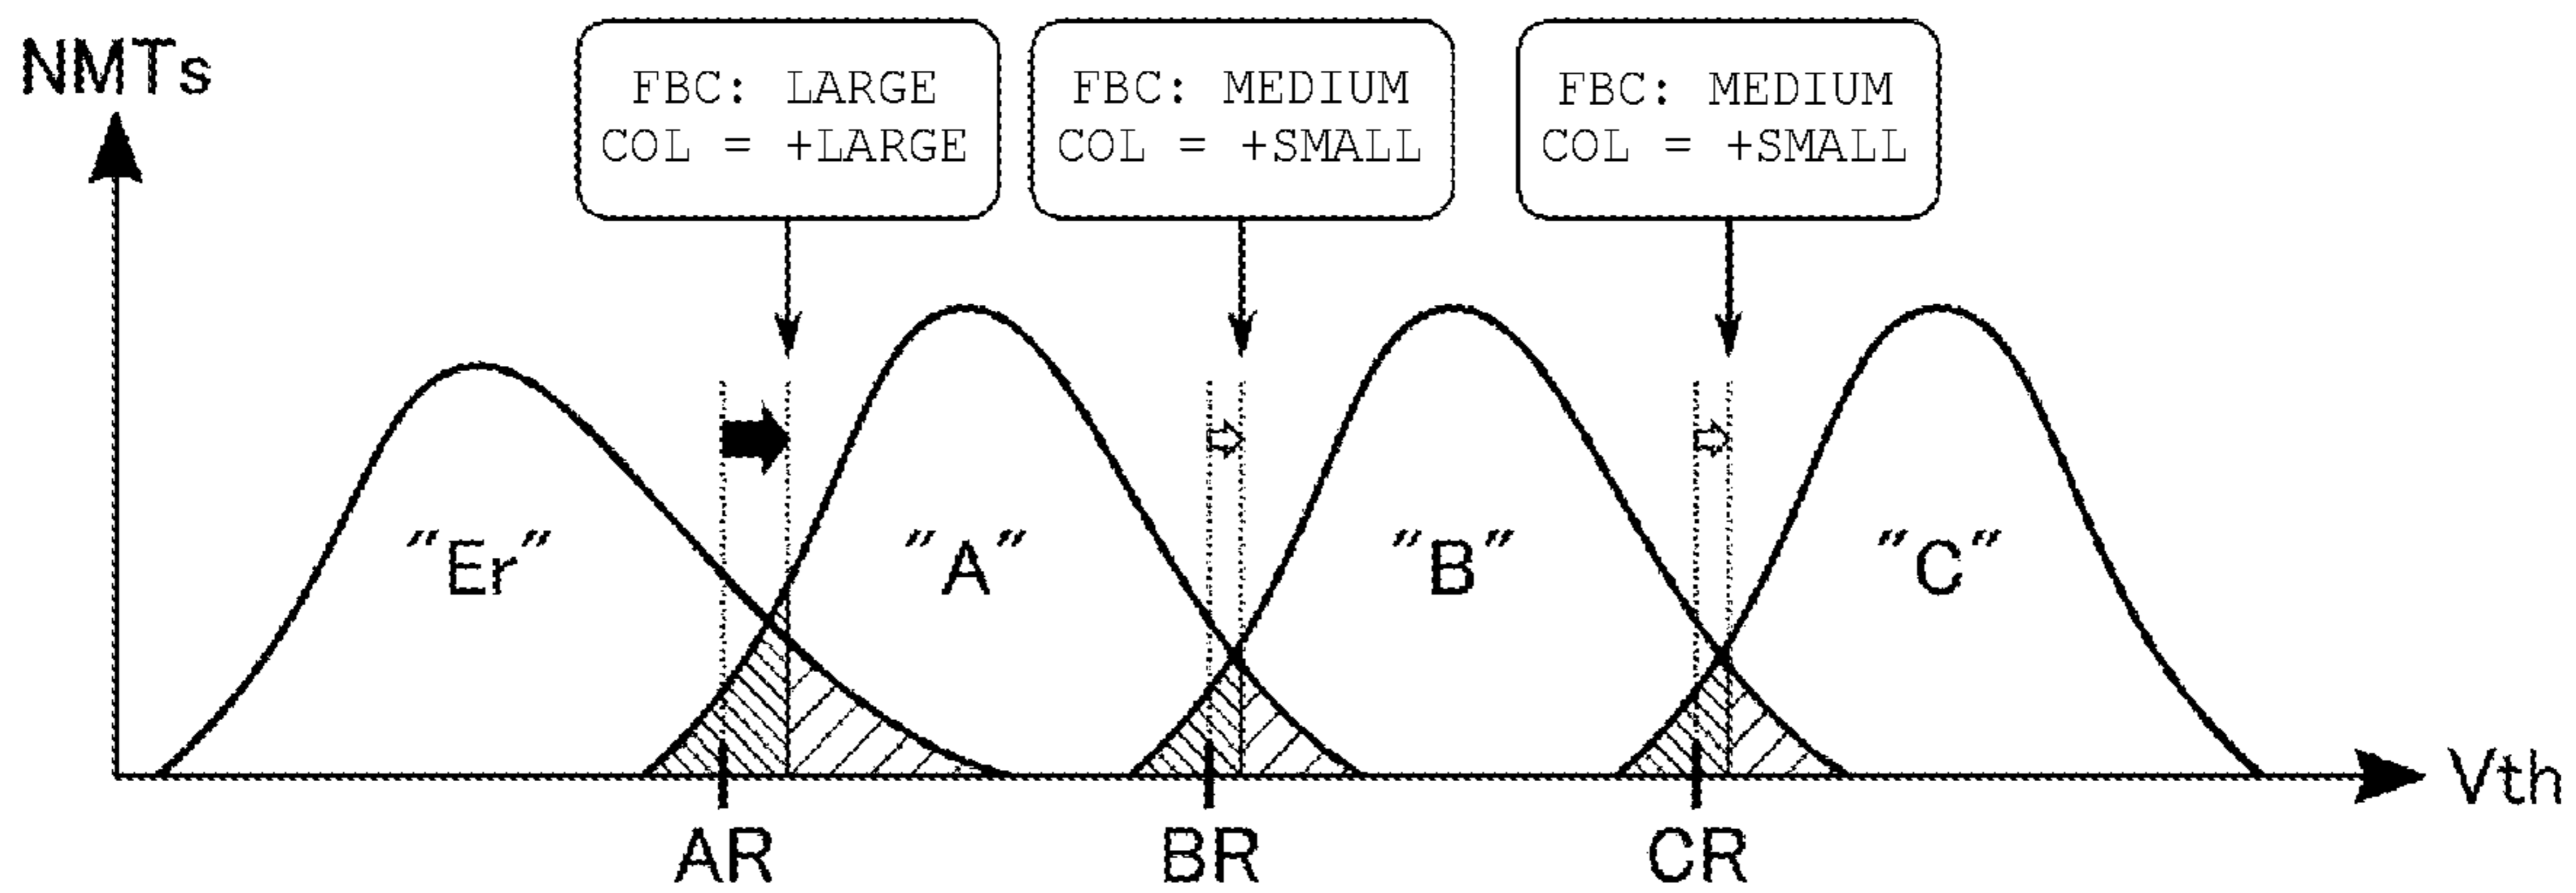 NMTs
FBC: LARGE
COL = +LARGE
FBC: MEDIUM
COL = +SMALL
FBC: MEDIUM
COL = +SMALL
"Er"
"A"
"B"
"C"
Vth
AR
BR
CR